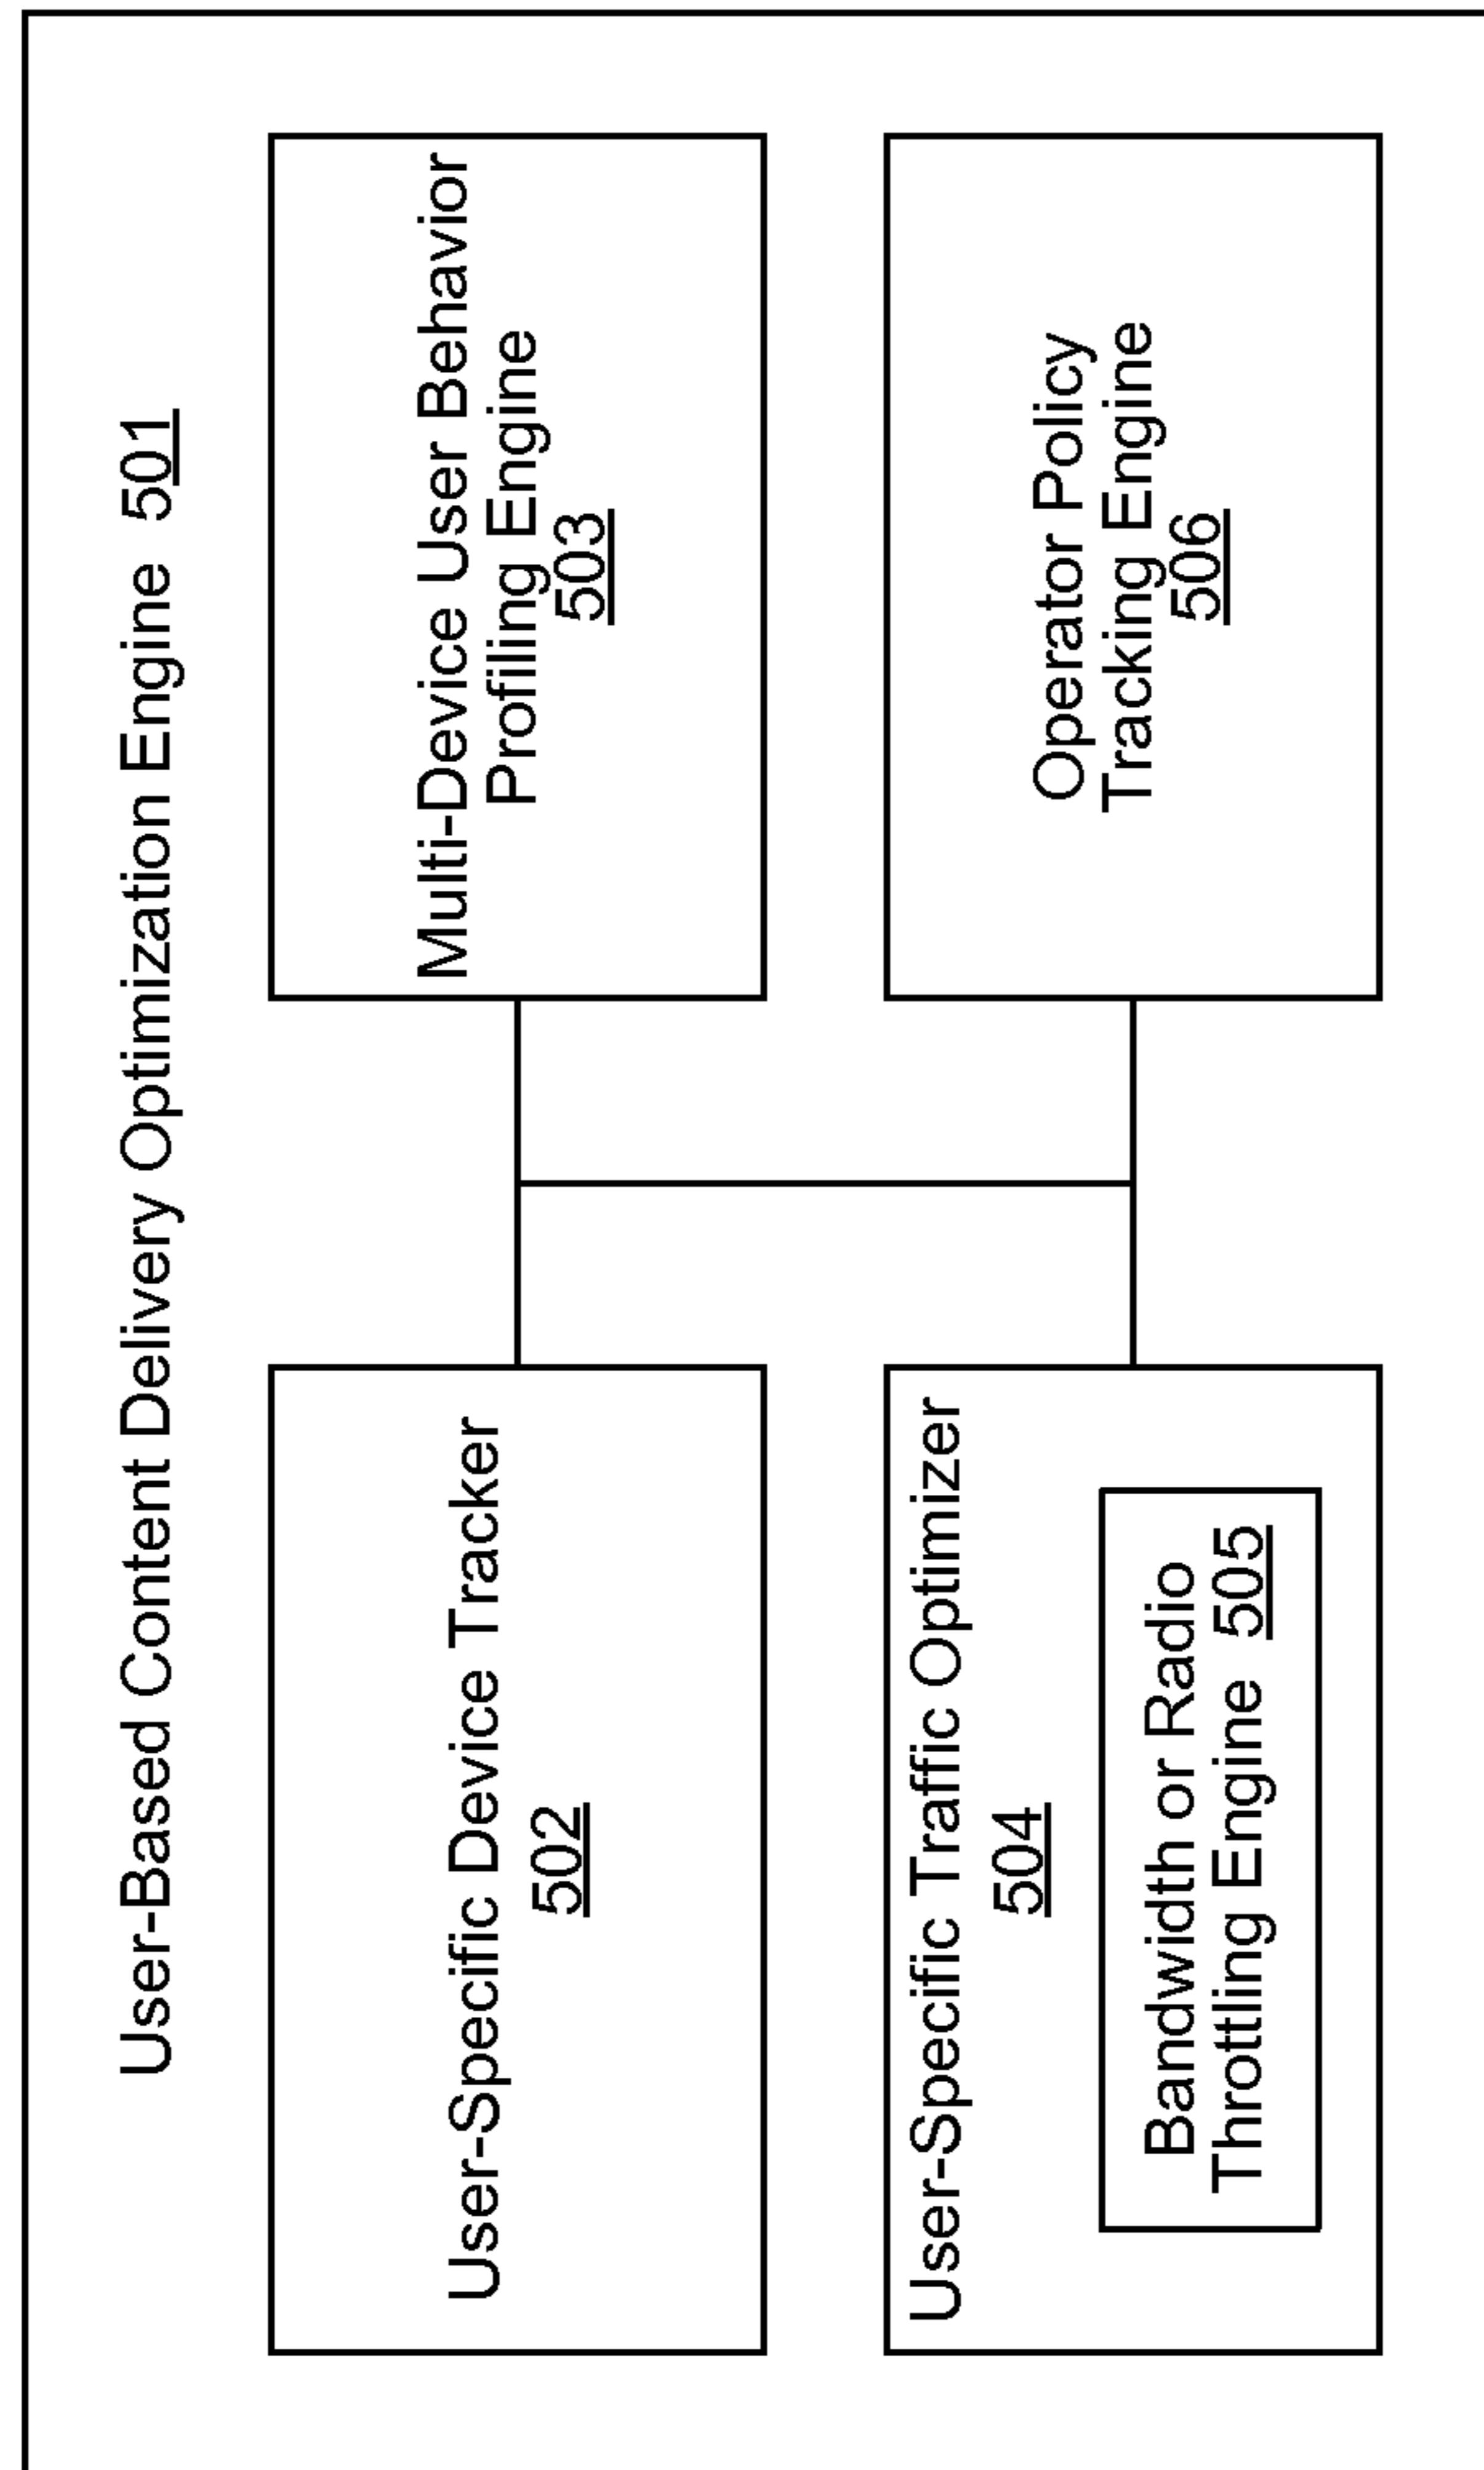 User-Based Content Delivery Optimization Engine 501
User-Specific Device Tracker
502
Multi-Device User Behavior
Profiling Engine
503
User-Specific Traffic Optimizer
504
Bandwidth or Radio
Throttling Engine 505
Operator Policy
Tracking Engine
506